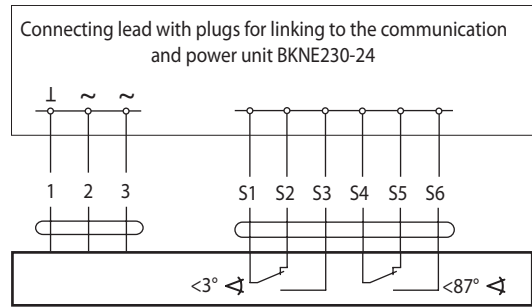 Connecting lead with plugs for linking to the communication
and power unit BKNE230-24
⊥ ~ ~
1 2 3 S1 S2 S3 S4 S5 S6
<3° <87°